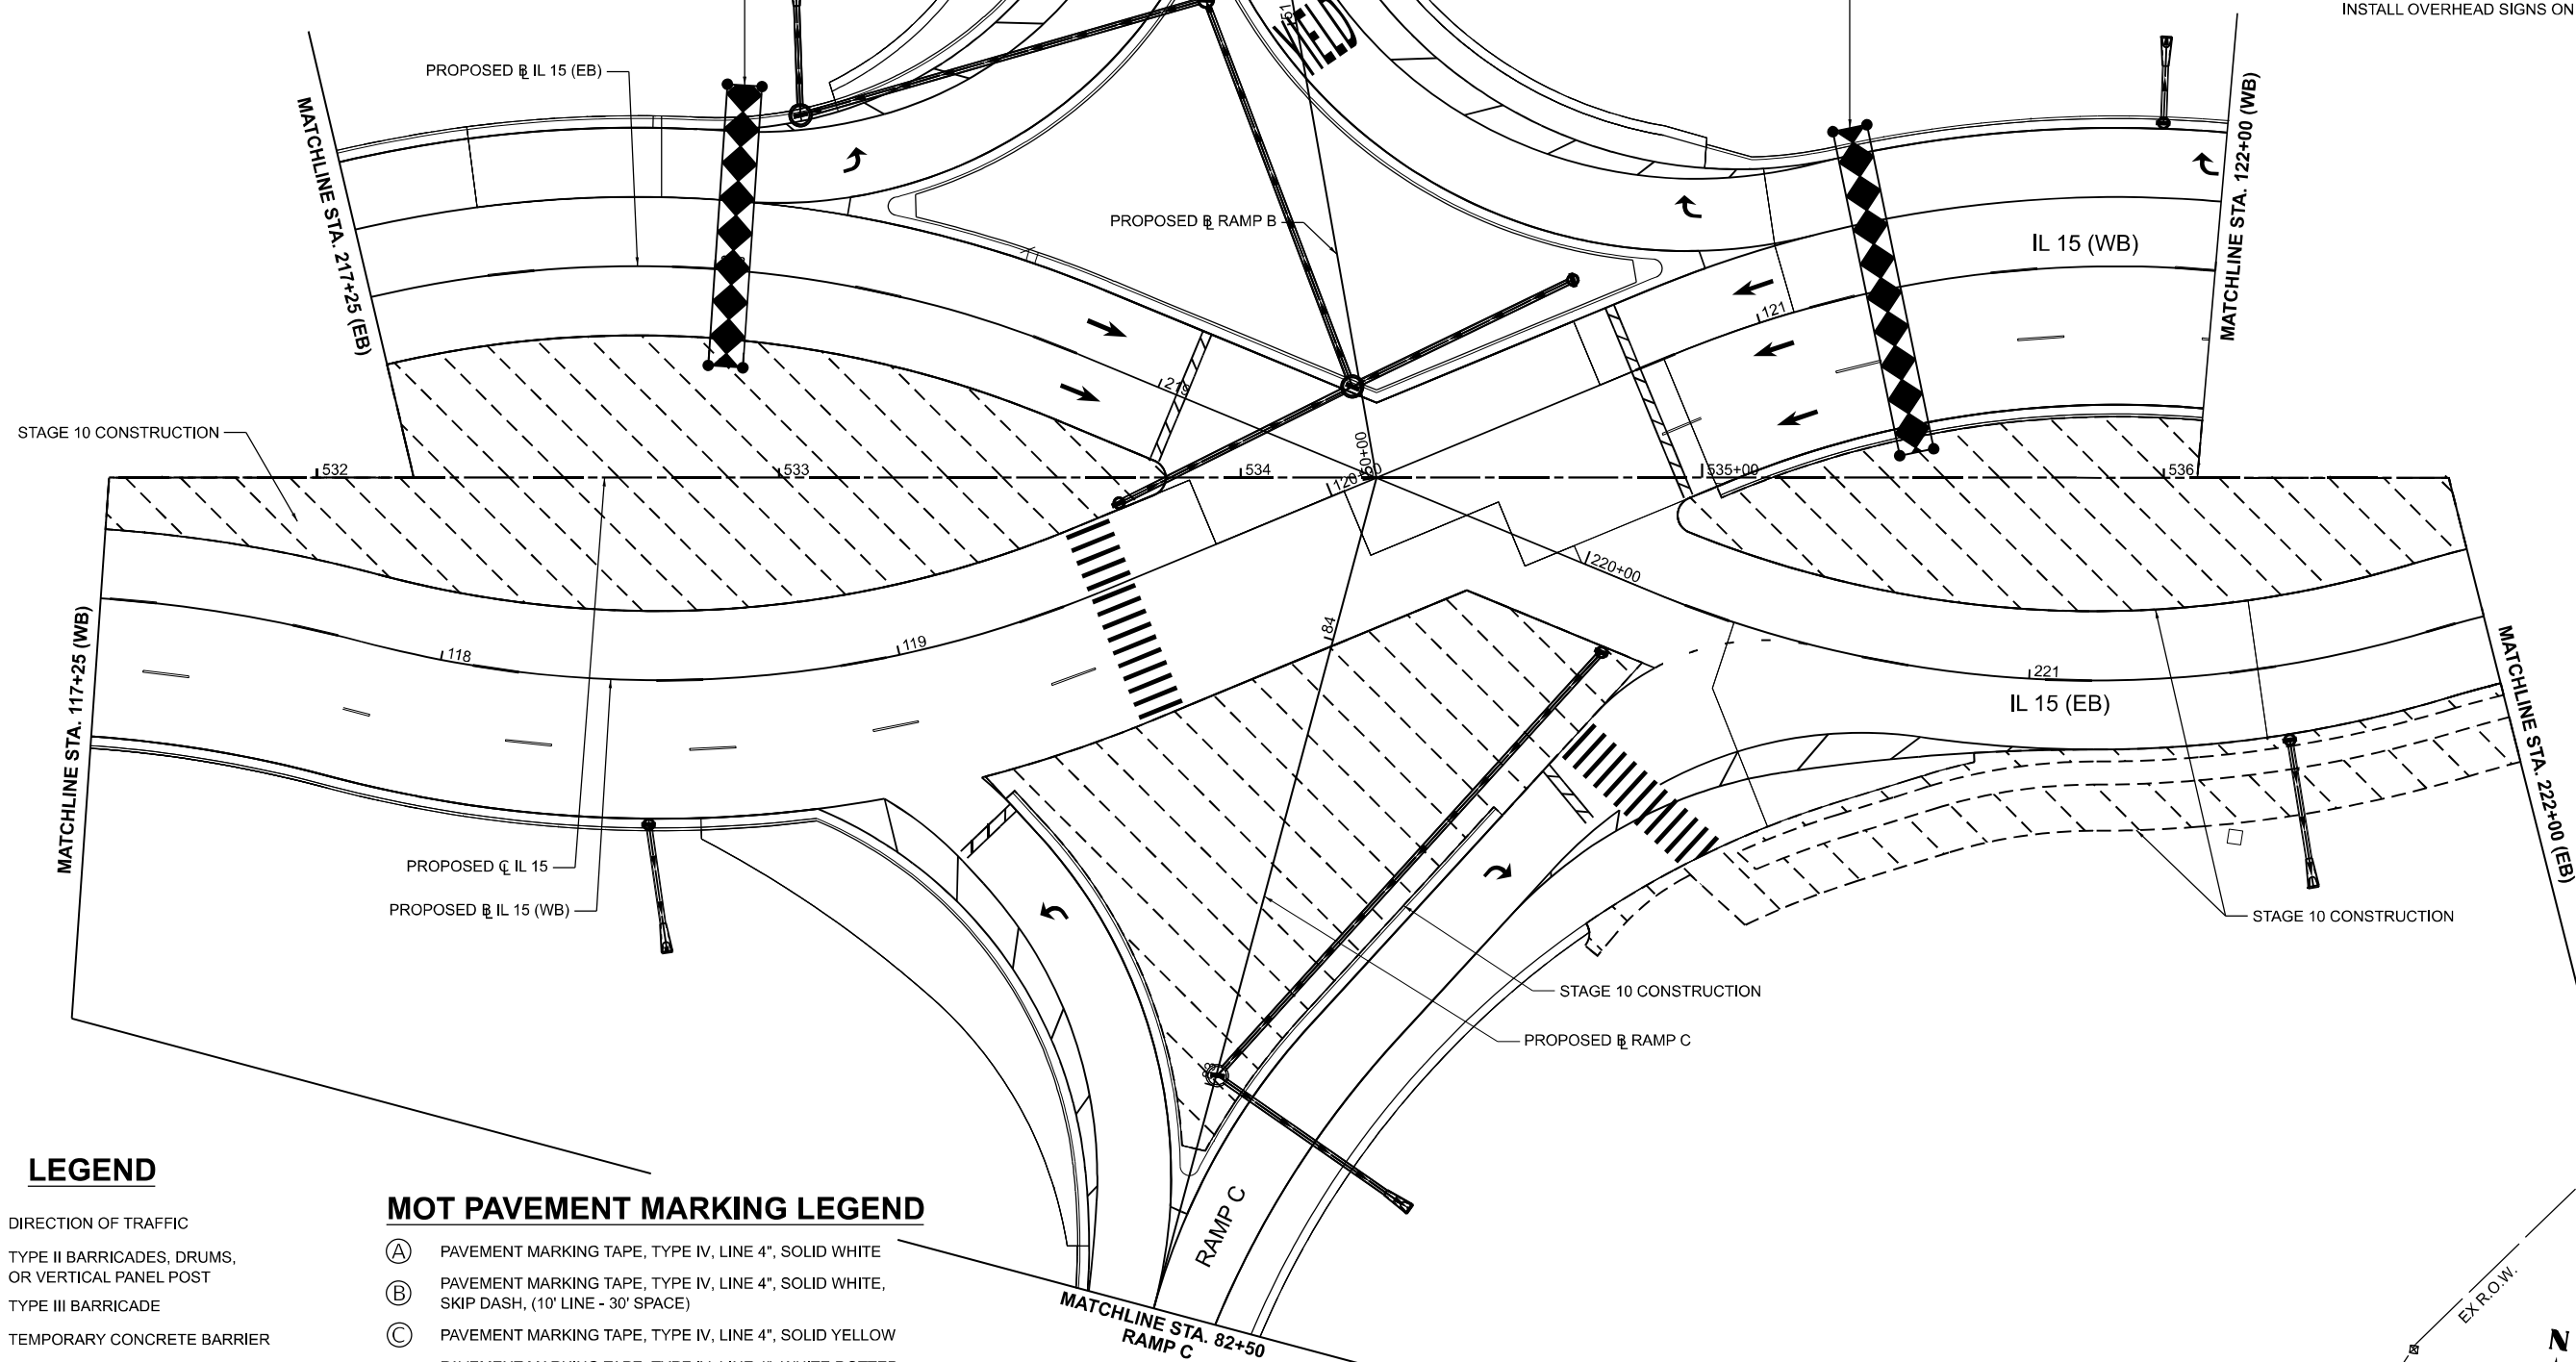 INSTALL OVERHEAD SIGNS ON
YIELD
51
PROPOSED ⅊ IL 15 (EB)
MATCHLINE STA. 217+25 (EB)
MATCHLINE STA. 122+00 (WB)
PROPOSED ⅊ RAMP B
IL 15 (WB)
121
219
STAGE 10 CONSTRUCTION
532
533
534
535+00
536
50+00
120+00
220+00
84
118
119
221
IL 15 (EB)
MATCHLINE STA. 117+25 (WB)
MATCHLINE STA. 222+00 (EB)
PROPOSED ℄ IL 15
PROPOSED ⅊ IL 15 (WB)
STAGE 10 CONSTRUCTION
STAGE 10 CONSTRUCTION
PROPOSED ⅊ RAMP C
RAMP C
MATCHLINE STA. 82+50
RAMP C
EX R.O.W.
N
LEGEND
DIRECTION OF TRAFFIC
TYPE II BARRICADES, DRUMS,
OR VERTICAL PANEL POST
TYPE III BARRICADE
TEMPORARY CONCRETE BARRIER
MOT PAVEMENT MARKING LEGEND
Ⓐ PAVEMENT MARKING TAPE, TYPE IV, LINE 4", SOLID WHITE
Ⓑ PAVEMENT MARKING TAPE, TYPE IV, LINE 4", SOLID WHITE,
SKIP DASH, (10' LINE - 30' SPACE)
Ⓒ PAVEMENT MARKING TAPE, TYPE IV, LINE 4", SOLID YELLOW